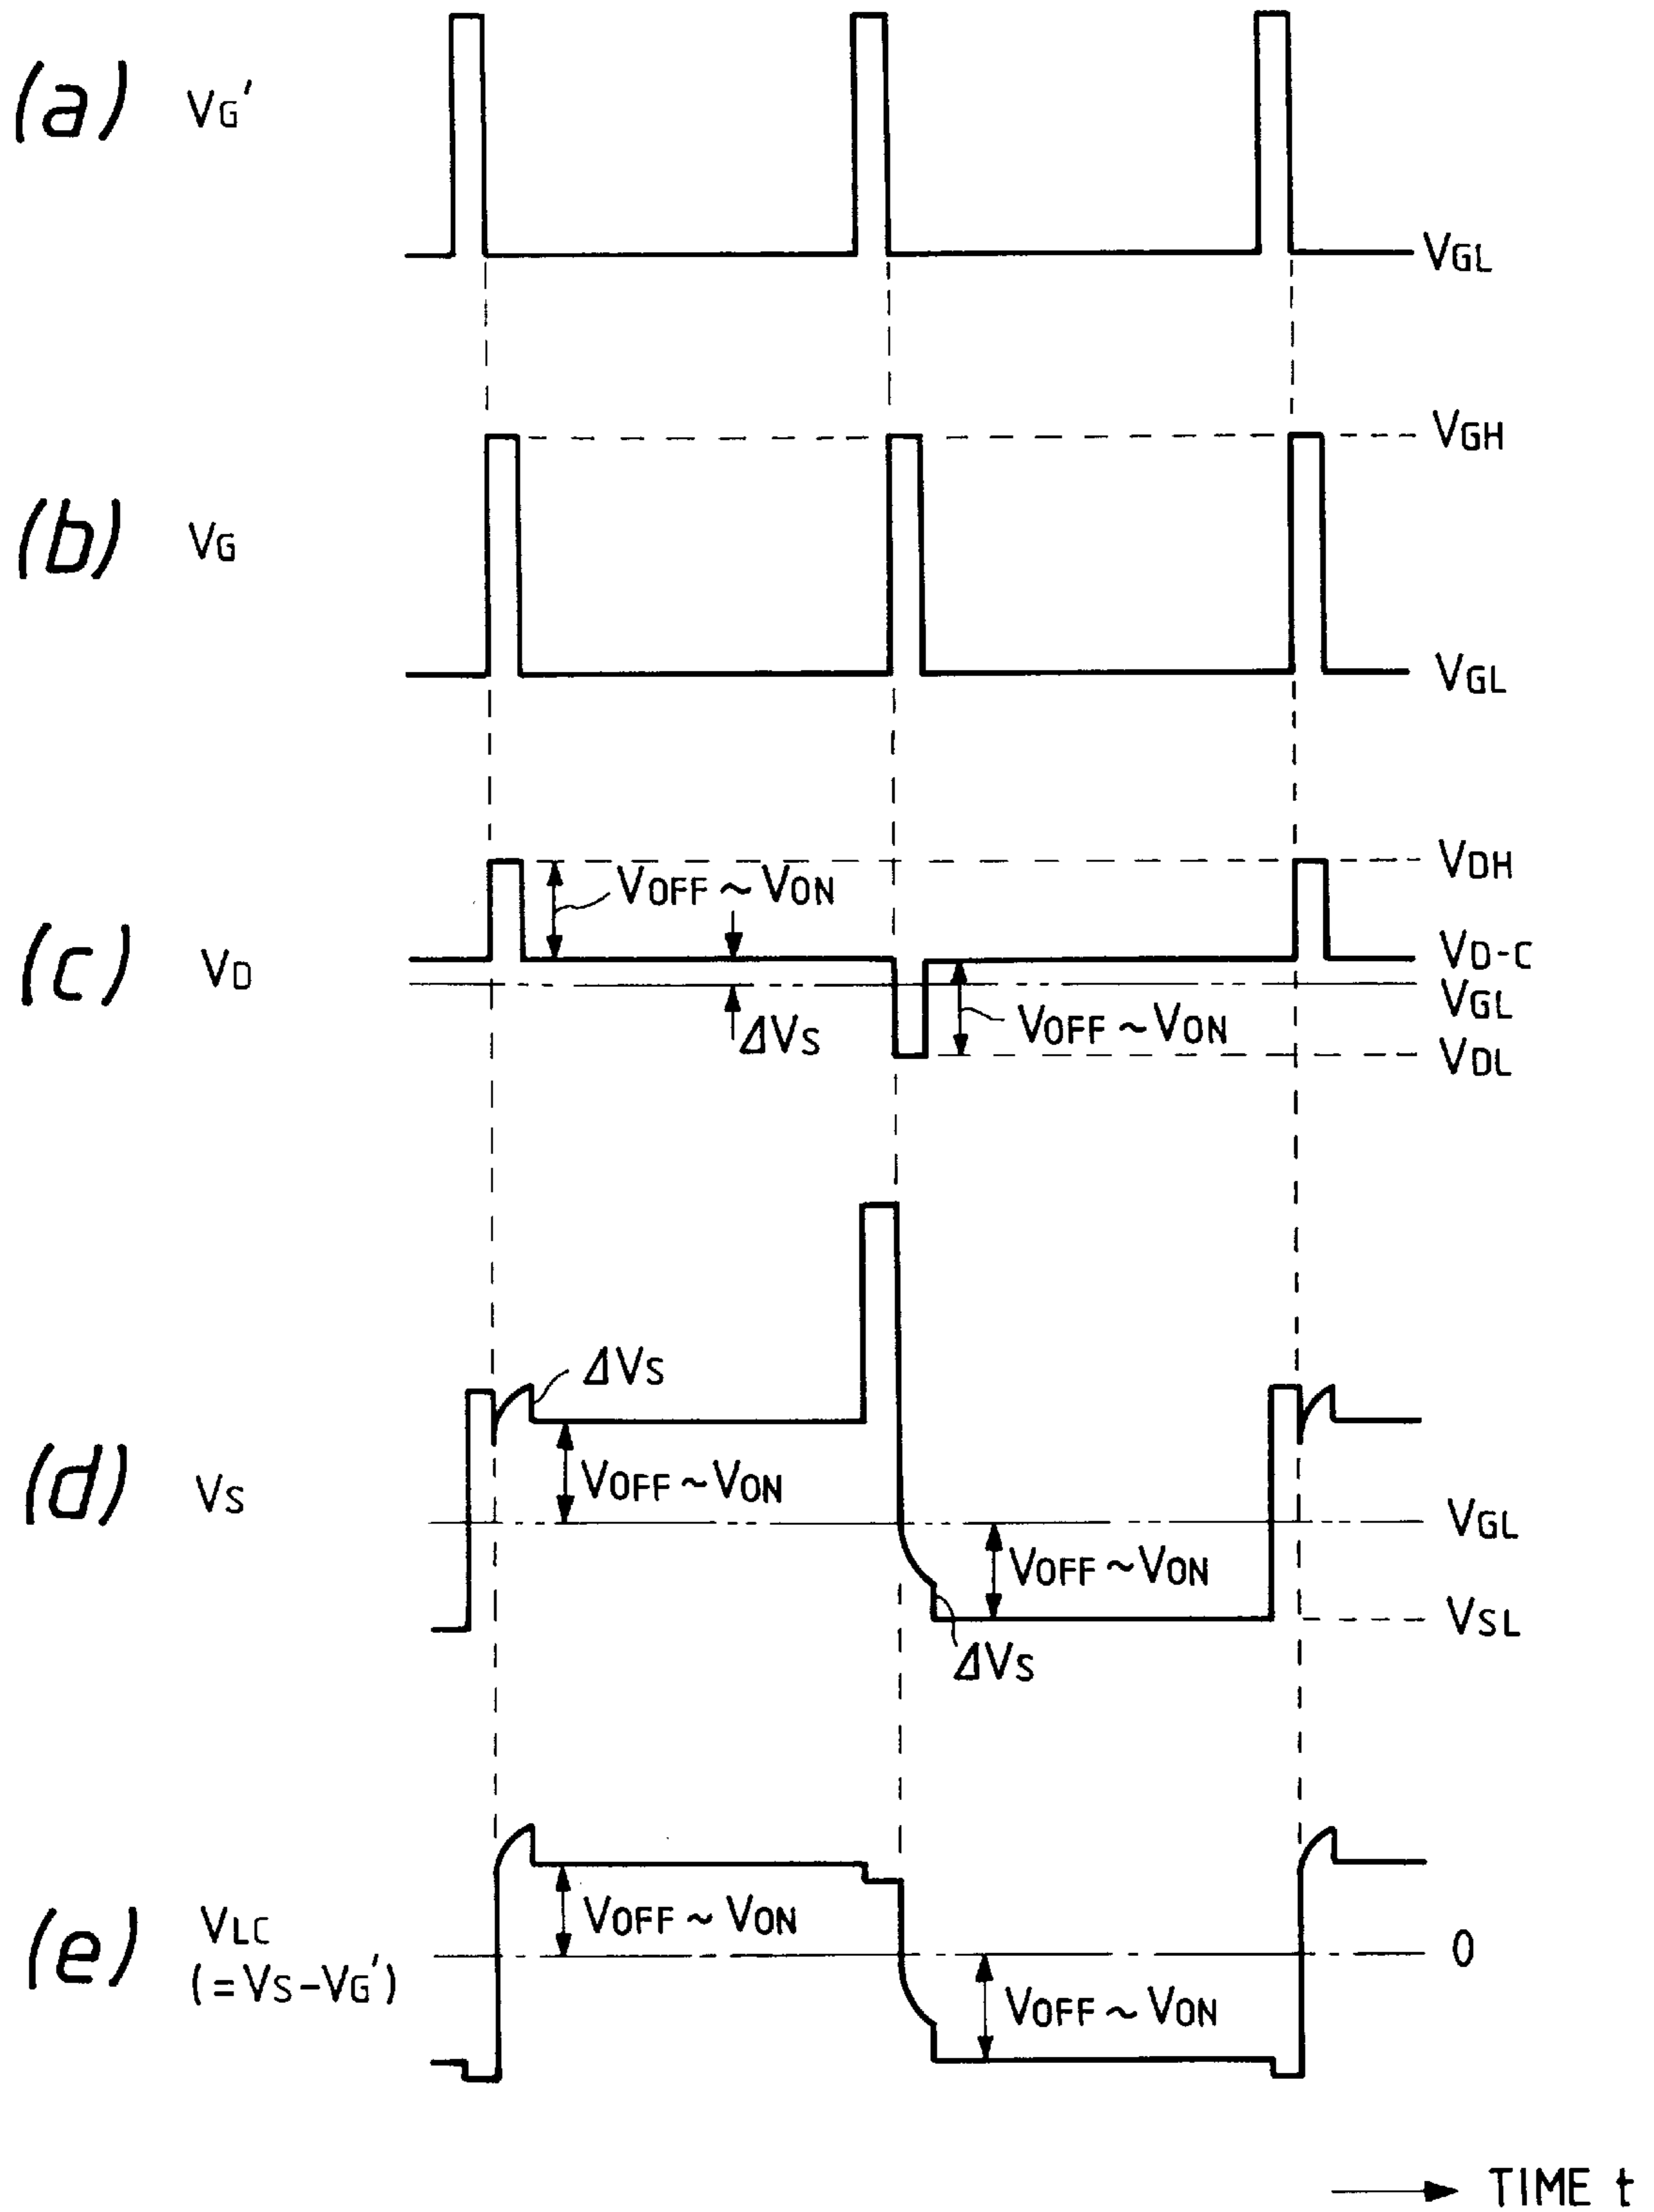 (a) VG'
VGL
VGH
(b) VG
VGL
VDH
VOFF ~ VON
(c) VD
VD-C
VGL
ΔVS
VOFF ~ VON
VDL
ΔVS
(d) VS
VOFF ~ VON
VGL
VOFF ~ VON
VSL
ΔVS
(e) VLC
(=VS-VG')
VOFF ~ VON
0
VOFF ~ VON
TIME t